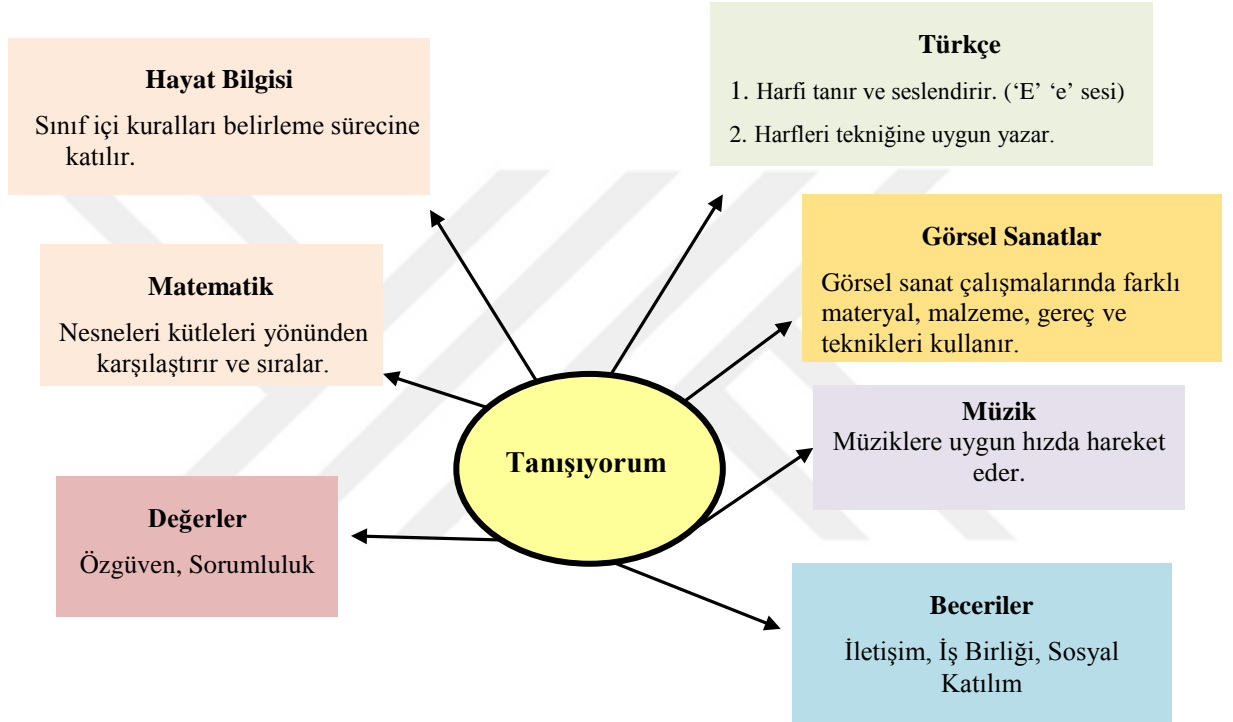 Hayat Bilgisi
Sınıf içi kuralları belirleme sürecine
katılır.
Türkçe
1. Harfi tanır ve seslendirir. (‘E’ ‘e’ sesi)
2. Harfleri tekniğine uygun yazar.
Matematik
Nesneleri kütleleri yönünden
karşılaştırır ve sıralar.
Görsel Sanatlar
Görsel sanat çalışmalarında farklı
materyal, malzeme, gereç ve
teknikleri kullanır.
Tanışıyorum
Müzik
Müziklere uygun hızda hareket
eder.
Değerler
Özgüven, Sorumluluk
Beceriler
İletişim, İş Birliği, Sosyal
Katılım